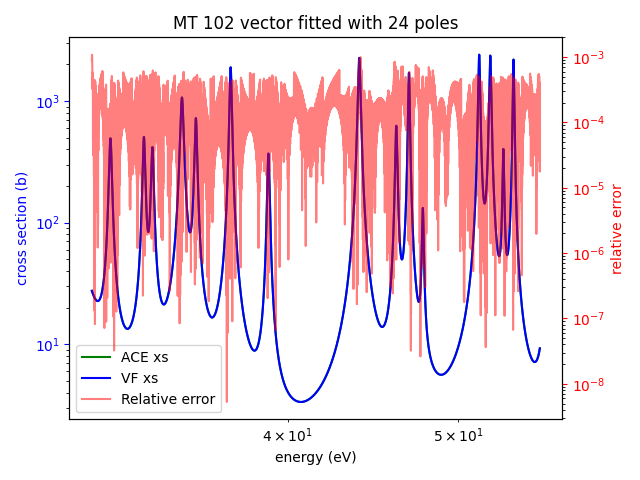 MT 102 vector fitted with 24 poles
cross section (b)
10³
10²
10¹
10⁻³
10⁻⁴
10⁻⁵
10⁻⁶
10⁻⁷
10⁻⁸
relative error
ACE xs
VF xs
Relative error
4 × 10¹
5 × 10¹
energy (eV)